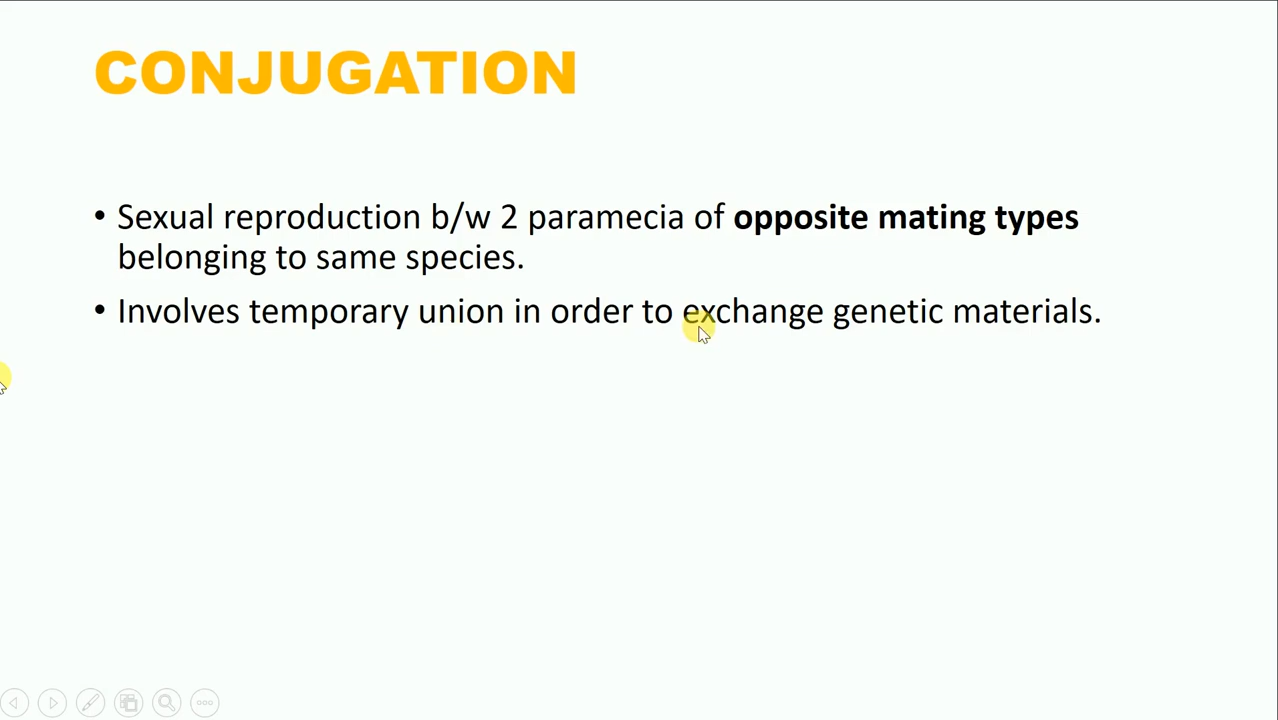 CONJUGATION
• Sexual reproduction b/w 2 paramecia of opposite mating types
belonging to same species.
• Involves temporary union in order to exchange genetic materials.